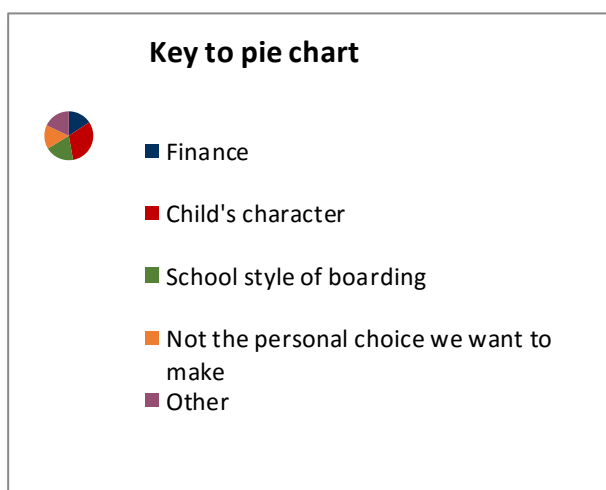 Key to pie chart
Finance
Child's character
School style of boarding
Not the personal choice we want to
make
Other